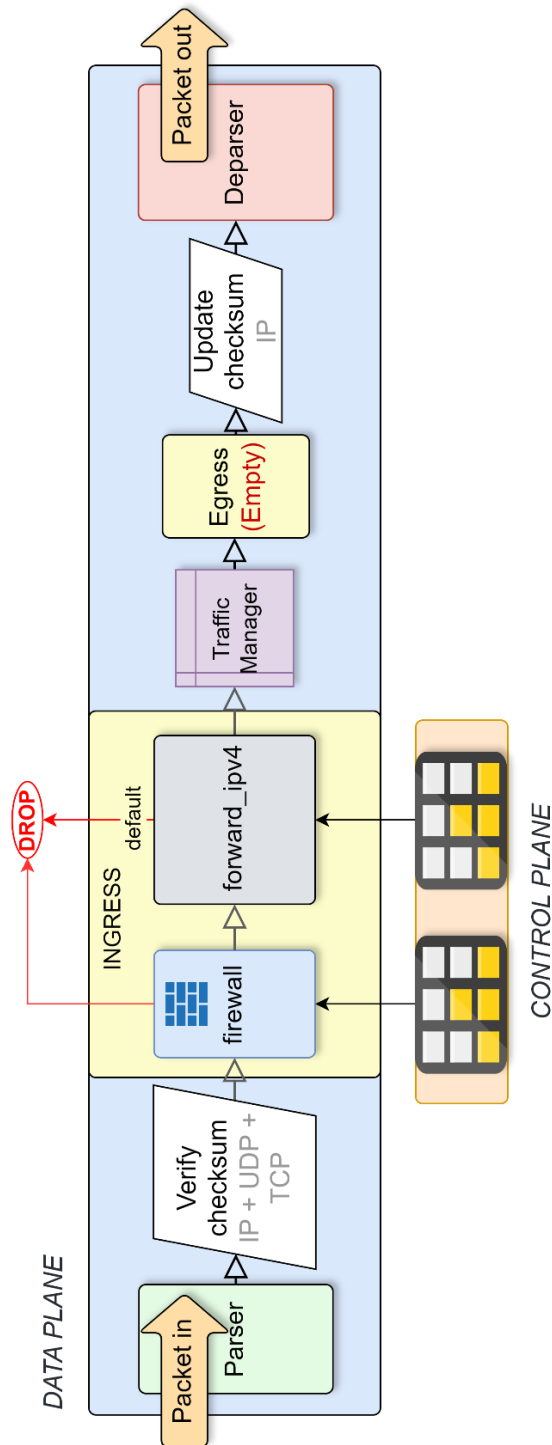 DATA PLANE
Packet in
Parser
Verify
checksum
IP + UDP +
TCP
INGRESS
firewall
default
forward_ipv4
DROP
Traffic
Manager
Egress
(Empty)
Update
checksum
IP
Deparser
Packet out
CONTROL PLANE